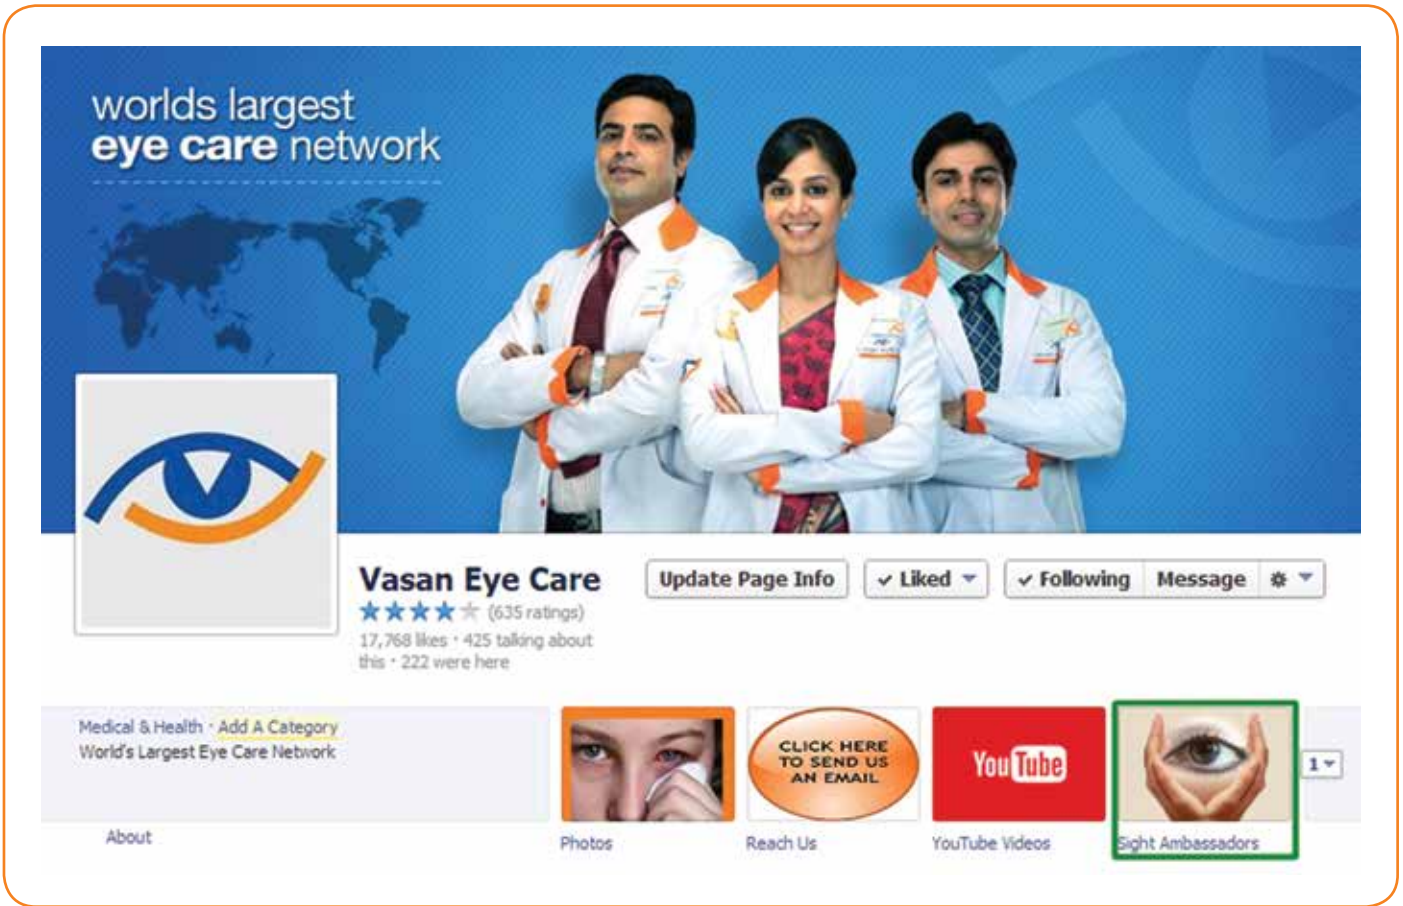 worlds largest
eye care network
Vasan Eye Care
(635 ratings)
17,768 likes · 425 talking about
this · 222 were here
Update Page Info
✓ Liked
✓ Following
Message
Medical & Health · Add A Category
World's Largest Eye Care Network
About
Photos
CLICK HERE
TO SEND US
AN EMAIL
Reach Us
YouTube
YouTube Videos
Sight Ambassadors
1